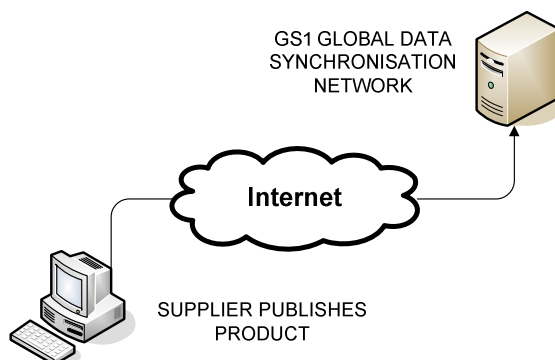 GS1 GLOBAL DATA
SYNCHRONISATION
NETWORK
Internet
SUPPLIER PUBLISHES
PRODUCT